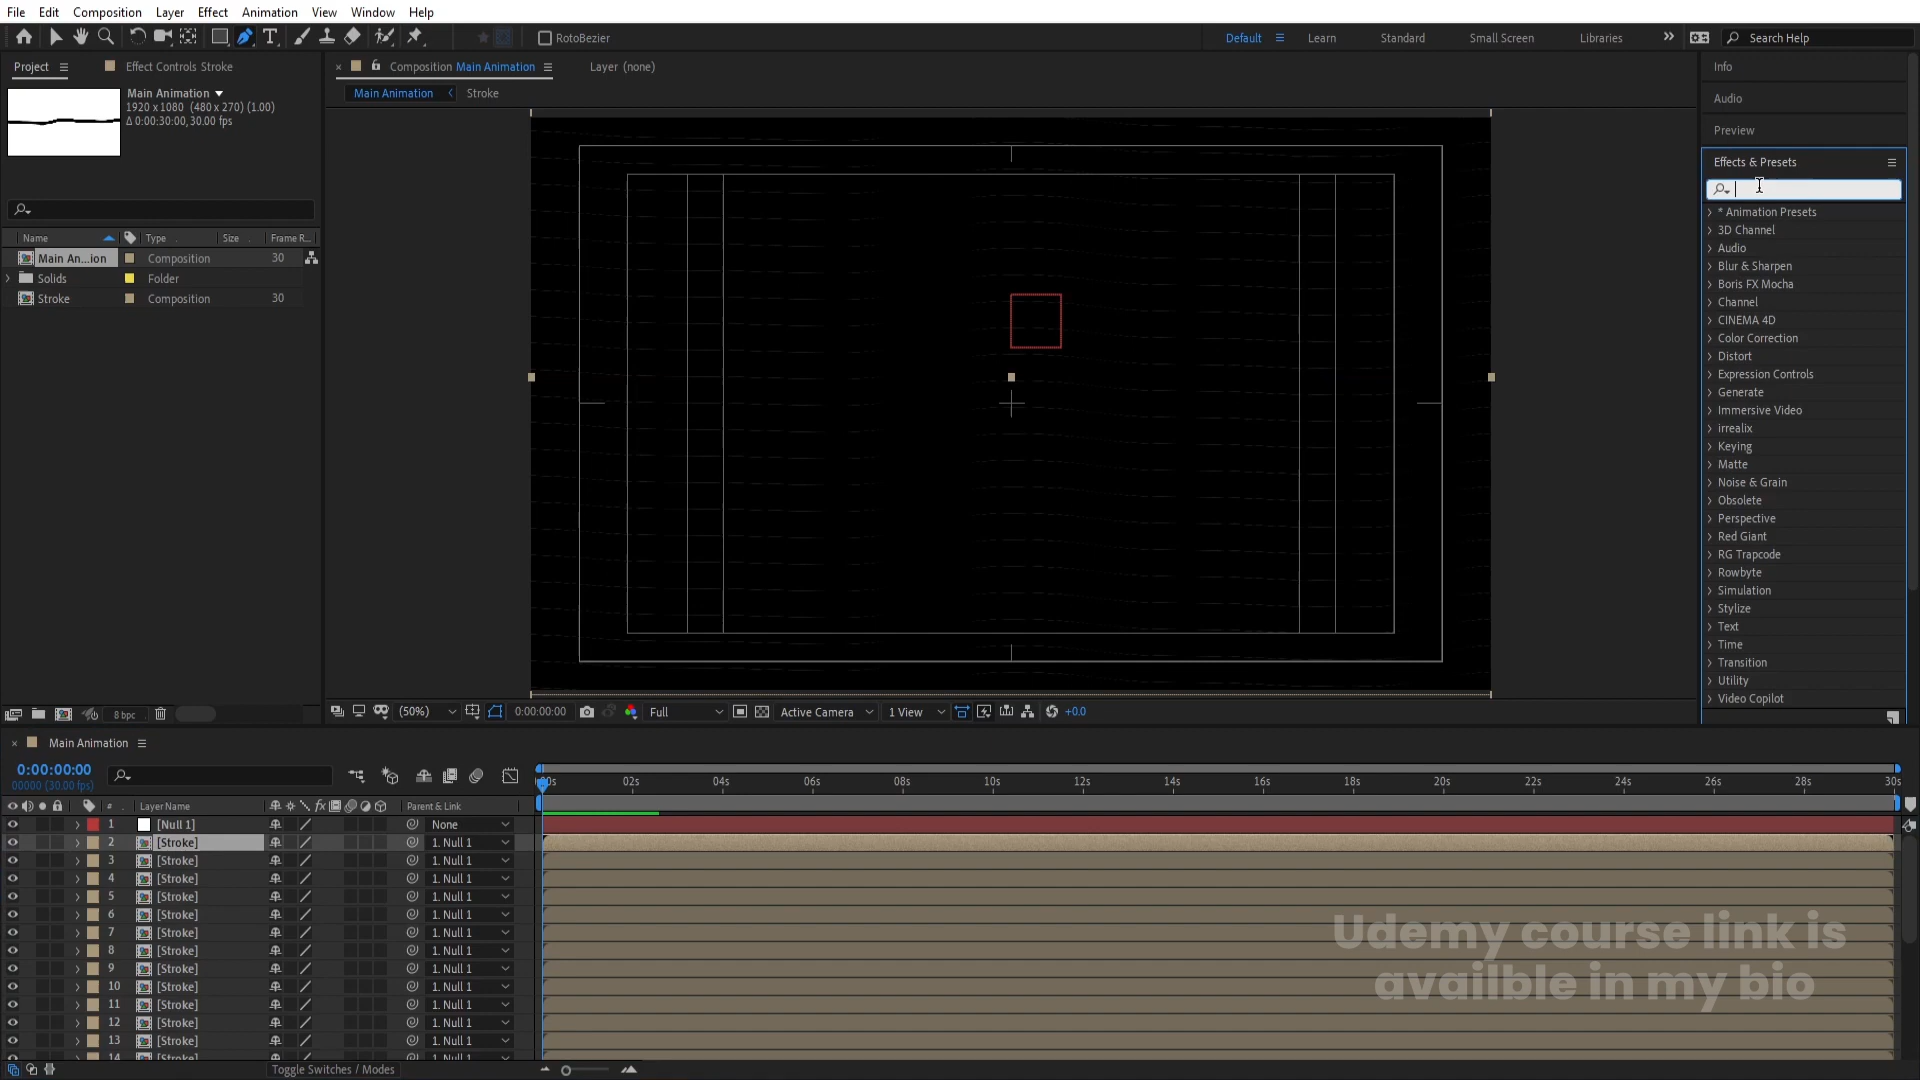 File Edit Composition Layer Effect Animation View Window Help
RotoBezier Default Learn Standard Small Screen Libraries Search Help
Project Effect Controls Stroke
Main Animation
1920 x 1080 (480 x 270) (1.00)
Δ 0:00:30:00, 30.00 fps
Name Type Size Frame R...
Main An...ion Composition 30
Solids Folder
Stroke Composition 30
8 bpc
Composition Main Animation Layer (none)
Main Animation Stroke
(50%) 0:00:00:00 Full Active Camera 1 View +0.0
Info
Audio
Preview
Effects & Presets
* Animation Presets
3D Channel
Audio
Blur & Sharpen
Boris FX Mocha
Channel
CINEMA 4D
Color Correction
Distort
Expression Controls
Generate
Immersive Video
irrealix
Keying
Matte
Noise & Grain
Obsolete
Perspective
Red Giant
RG Trapcode
Rowbyte
Simulation
Stylize
Text
Time
Transition
Utility
Video Copilot
Main Animation
0:00:00:00
00000 (30.00 fps)
:00s 02s 04s 06s 08s 10s 12s 14s 16s 18s 20s 22s 24s 26s 28s 30s
# Layer Name Parent & Link
1 [Null 1] None
2 [Stroke] 1. Null 1
3 [Stroke] 1. Null 1
4 [Stroke] 1. Null 1
5 [Stroke] 1. Null 1
6 [Stroke] 1. Null 1
7 [Stroke] 1. Null 1
8 [Stroke] 1. Null 1
9 [Stroke] 1. Null 1
10 [Stroke] 1. Null 1
11 [Stroke] 1. Null 1
12 [Stroke] 1. Null 1
13 [Stroke] 1. Null 1
14 [Stroke] 1. Null 1
Toggle Switches / Modes
Udemy course link is
availble in my bio